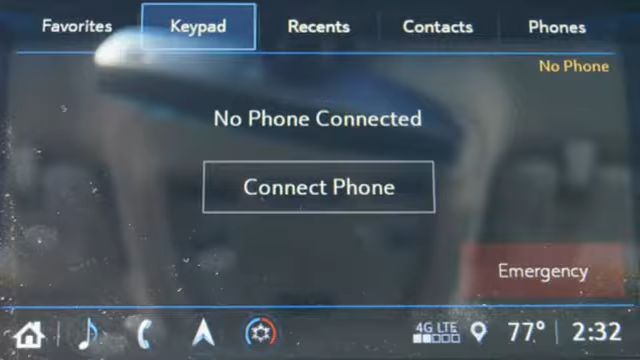 Favorites Keypad Recents Contacts Phones
No Phone
No Phone Connected
Connect Phone
Emergency
4G LTE 77° 2:32